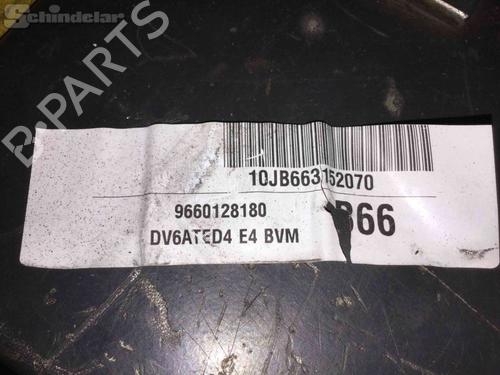 Schindelar
B-PARTS
10JB663152070
9660128180
B66
DV6ATED4 E4 BVM